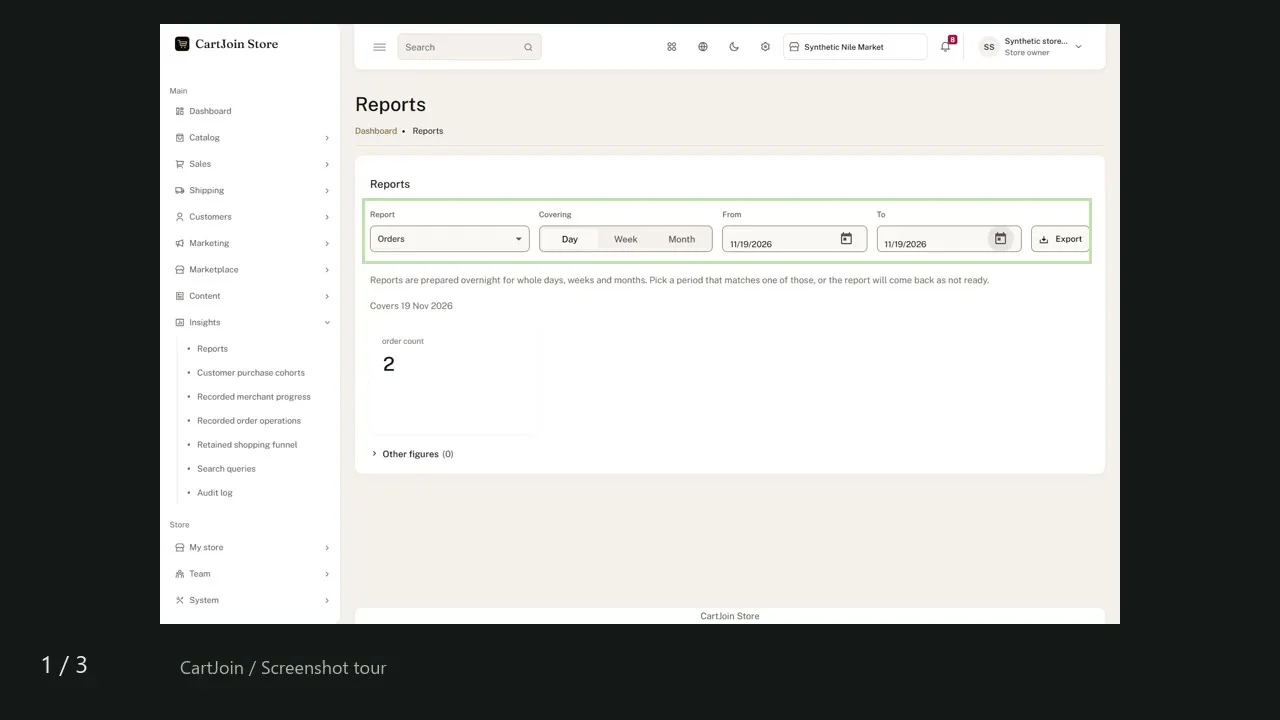 CartJoin Store
Search
Synthetic Nile Market
8
SS
Synthetic store...
Store owner
Main
Dashboard
Catalog
Sales
Shipping
Customers
Marketing
Marketplace
Content
Insights
Reports
Customer purchase cohorts
Recorded merchant progress
Recorded order operations
Retained shopping funnel
Search queries
Audit log
Store
My store
Team
System
Reports
Dashboard • Reports
Reports
Report
Covering
From
To
Orders
Day
Week
Month
11/19/2026
11/19/2026
Export
Reports are prepared overnight for whole days, weeks and months. Pick a period that matches one of those, or the report will come back as not ready.
Covers 19 Nov 2026
order count
2
Other figures (0)
CartJoin Store
1 / 3
CartJoin / Screenshot tour